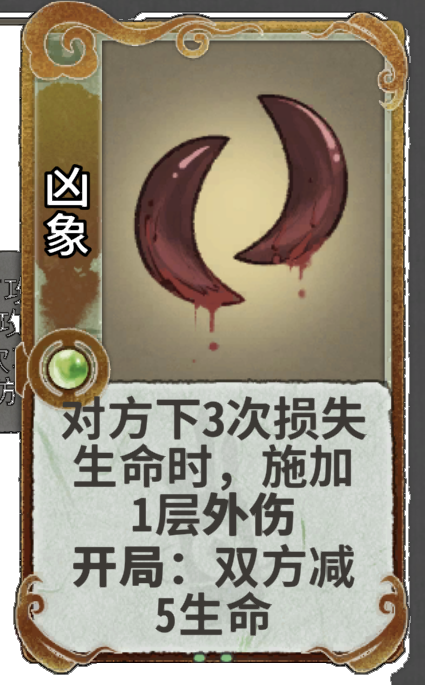 凶象
对方下3次损失
生命时，施加
1层外伤
开局：双方减
5生命